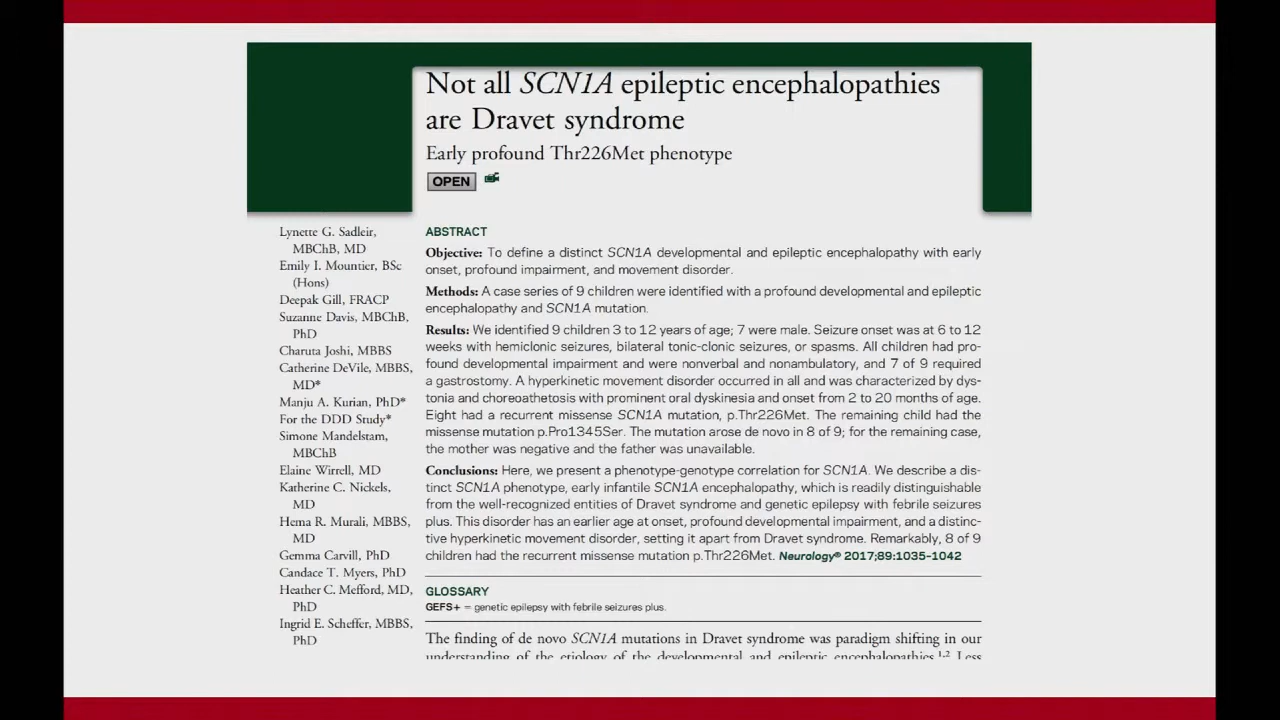 Not all SCN1A epileptic encephalopathies
are Dravet syndrome
Early profound Thr226Met phenotype
OPEN
Lynette G. Sadleir,
MBChB, MD
Emily I. Mountier, BSc
(Hons)
Deepak Gill, FRACP
Suzanne Davis, MBChB,
PhD
Charuta Joshi, MBBS
Catherine DeVile, MBBS,
MD*
Manju A. Kurian, PhD*
For the DDD Study*
Simone Mandelstam,
MBChB
Elaine Wirrell, MD
Katherine C. Nickels,
MD
Hema R. Murali, MBBS,
MD
Gemma Carvill, PhD
Candace T. Myers, PhD
Heather C. Mefford, MD,
PhD
Ingrid E. Scheffer, MBBS,
PhD
ABSTRACT
Objective: To define a distinct SCN1A developmental and epileptic encephalopathy with early
onset, profound impairment, and movement disorder.
Methods: A case series of 9 children were identified with a profound developmental and epileptic
encephalopathy and SCN1A mutation.
Results: We identified 9 children 3 to 12 years of age; 7 were male. Seizure onset was at 6 to 12
weeks with hemiclonic seizures, bilateral tonic-clonic seizures, or spasms. All children had pro-
found developmental impairment and were nonverbal and nonambulatory, and 7 of 9 required
a gastrostomy. A hyperkinetic movement disorder occurred in all and was characterized by dys-
tonia and choreoathetosis with prominent oral dyskinesia and onset from 2 to 20 months of age.
Eight had a recurrent missense SCN1A mutation, p.Thr226Met. The remaining child had the
missense mutation p.Pro1345Ser. The mutation arose de novo in 8 of 9; for the remaining case,
the mother was negative and the father was unavailable.
Conclusions: Here, we present a phenotype-genotype correlation for SCN1A. We describe a dis-
tinct SCN1A phenotype, early infantile SCN1A encephalopathy, which is readily distinguishable
from the well-recognized entities of Dravet syndrome and genetic epilepsy with febrile seizures
plus. This disorder has an earlier age at onset, profound developmental impairment, and a distinc-
tive hyperkinetic movement disorder, setting it apart from Dravet syndrome. Remarkably, 8 of 9
children had the recurrent missense mutation p.Thr226Met. Neurology® 2017;89:1035–1042
GLOSSARY
GEFS+ = genetic epilepsy with febrile seizures plus.
The finding of de novo SCN1A mutations in Dravet syndrome was paradigm shifting in our
understanding of the etiology of the developmental and epileptic encephalopathies.1,2 Less